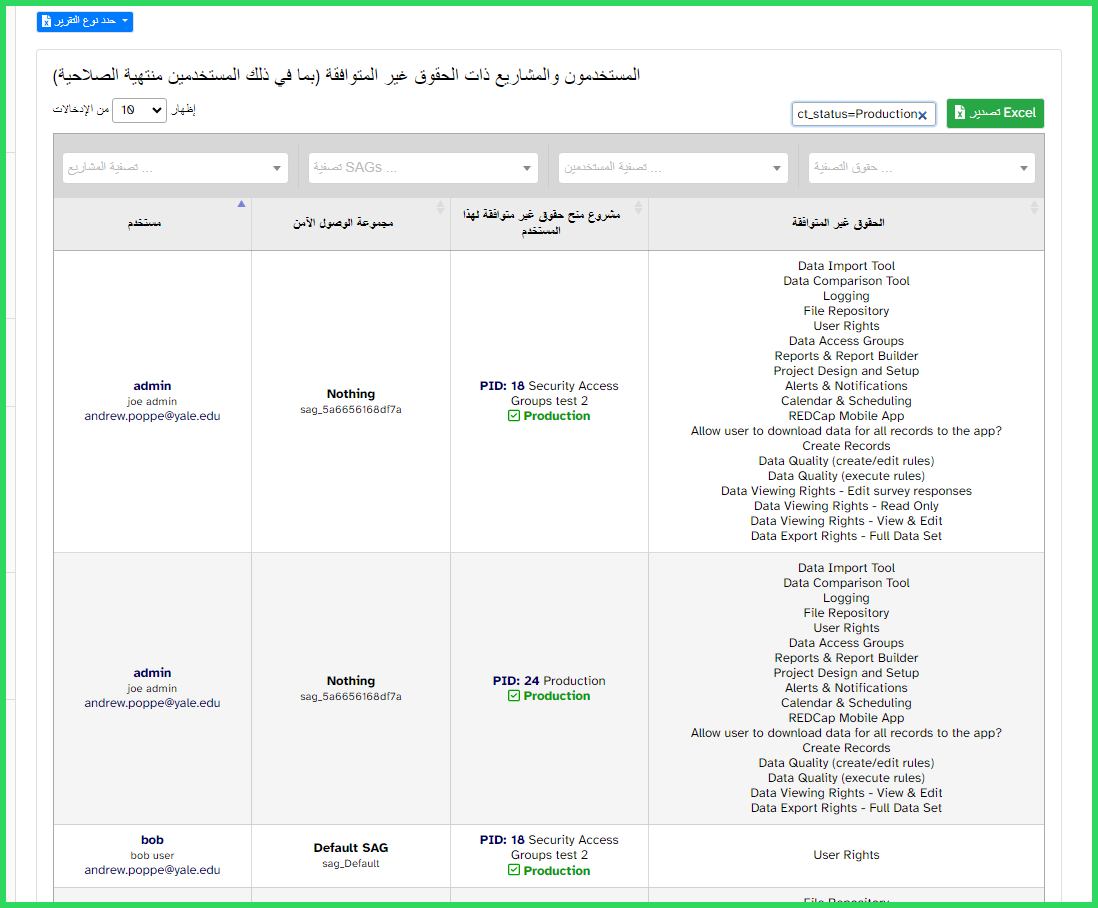 حدد نوع التقرير
المستخدمون والمشاريع ذات الحقوق غير المتوافقة (بما في ذلك المستخدمين منتهية الصلاحية)
إظهار 10 من الإدخالات
ct_status=Production
تصدير Excel
تصفية المشاريع ...
تصفية SAGs ...
تصفية المستخدمين ...
حقوق التصفية ...
مستخدم
مجموعة الوصول الآمن
مشروع منح حقوق غير متوافقة لهذا
المستخدم
الحقوق غير المتوافقة
admin
joe admin
andrew.poppe@yale.edu
Nothing
sag_5a6656168df7a
PID: 18 Security Access
Groups test 2
Production
Data Import Tool
Data Comparison Tool
Logging
File Repository
User Rights
Data Access Groups
Reports & Report Builder
Project Design and Setup
Alerts & Notifications
Calendar & Scheduling
REDCap Mobile App
Allow user to download data for all records to the app?
Create Records
Data Quality (create/edit rules)
Data Quality (execute rules)
Data Viewing Rights - Edit survey responses
Data Viewing Rights - Read Only
Data Viewing Rights - View & Edit
Data Export Rights - Full Data Set
admin
joe admin
andrew.poppe@yale.edu
Nothing
sag_5a6656168df7a
PID: 24 Production
Production
Data Import Tool
Data Comparison Tool
Logging
File Repository
User Rights
Data Access Groups
Reports & Report Builder
Project Design and Setup
Alerts & Notifications
Calendar & Scheduling
REDCap Mobile App
Allow user to download data for all records to the app?
Create Records
Data Quality (create/edit rules)
Data Quality (execute rules)
Data Viewing Rights - View & Edit
Data Export Rights - Full Data Set
bob
bob user
andrew.poppe@yale.edu
Default SAG
sag_Default
PID: 18 Security Access
Groups test 2
Production
User Rights
File Repository